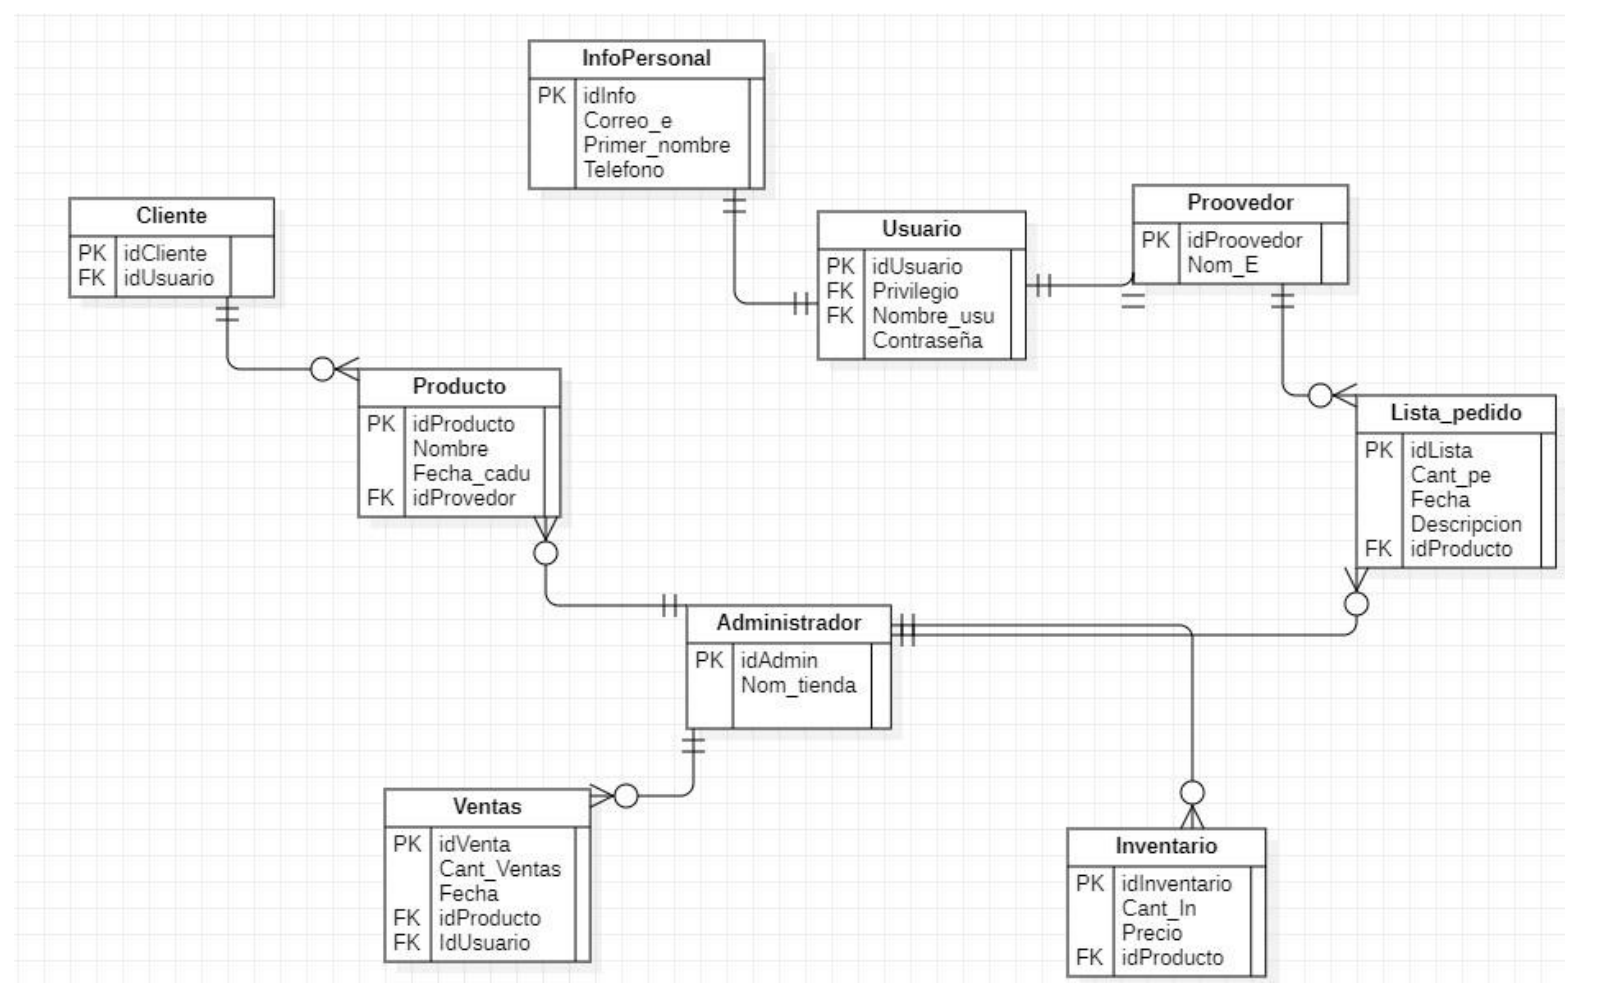 InfoPersonal
PK idInfo
Correo_e
Primer_nombre
Telefono
Cliente
PK idCliente
FK idUsuario
Usuario
PK idUsuario
FK Privilegio
FK Nombre_usu
Contraseña
Proovedor
PK idProovedor
Nom_E
Producto
PK idProducto
Nombre
Fecha_cadu
FK idProvedor
Lista_pedido
PK idLista
Cant_pe
Fecha
Descripcion
FK idProducto
Administrador
PK idAdmin
Nom_tienda
Ventas
PK idVenta
Cant_Ventas
Fecha
FK idProducto
FK IdUsuario
Inventario
PK idInventario
Cant_In
Precio
FK idProducto